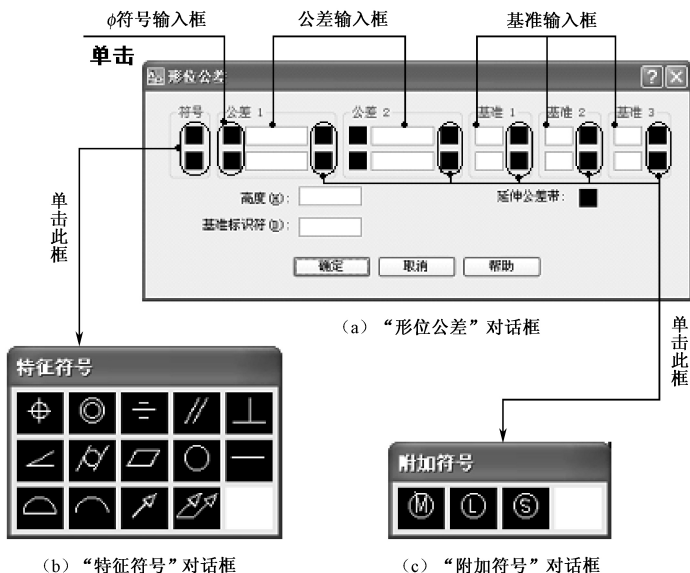 ϕ符号输入框
公差输入框
基准输入框
单击
形位公差
符号
公差 1
公差 2
基准 1
基准 2
基准 3
高度(H):
延伸公差带:
基准标识符(D):
确定
取消
帮助
(a)“形位公差”对话框
单击此框
单击此框
特征符号
附加符号
M L S
(b)“特征符号”对话框
(c)“附加符号”对话框